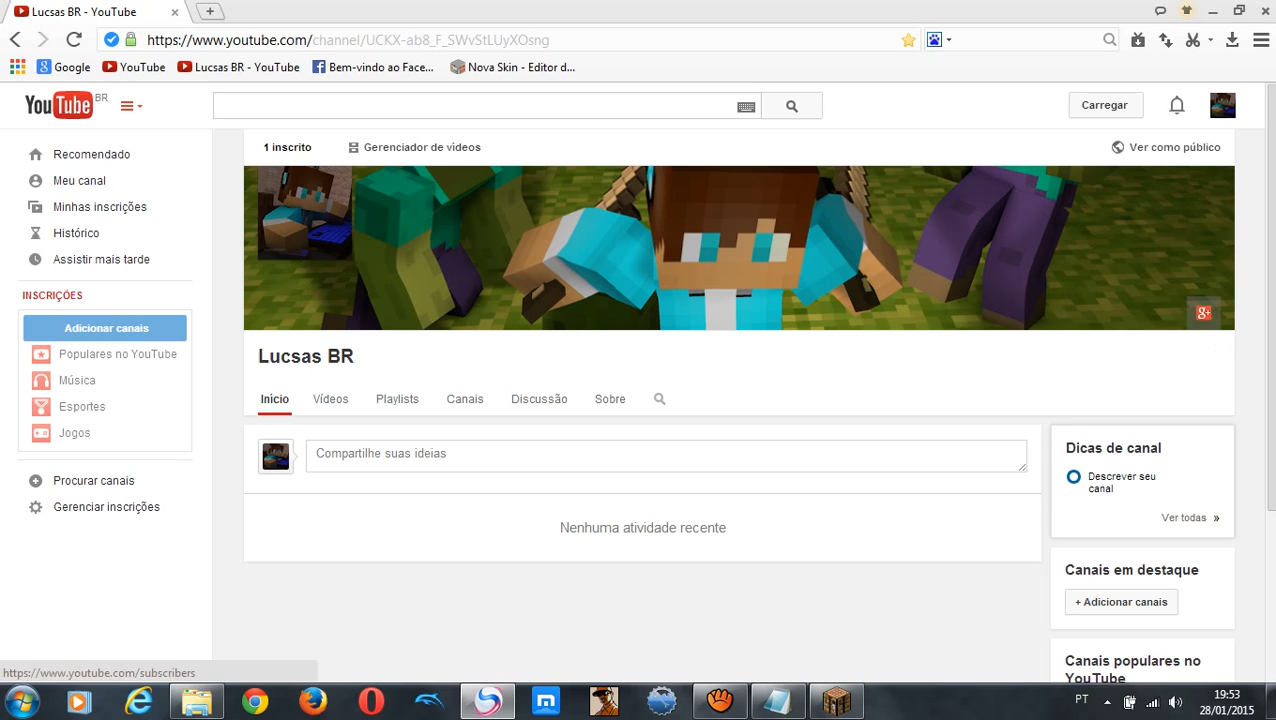 Lucsas BR - YouTube
https://www.youtube.com/channel/UCKX-ab8_F_SWvStLUyXOsng
Google
YouTube
Lucsas BR - YouTube
Bem-vindo ao Face...
Nova Skin - Editor d...
YouTube BR
Carregar
Recomendado
Meu canal
Minhas inscrições
Histórico
Assistir mais tarde
INSCRIÇÕES
Adicionar canais
Populares no YouTube
Música
Esportes
Jogos
Procurar canais
Gerenciar inscrições
1 inscrito
Gerenciador de vídeos
Ver como público
g+
Lucsas BR
Início
Vídeos
Playlists
Canais
Discussão
Sobre
Compartilhe suas ideias
Nenhuma atividade recente
Dicas de canal
Descrever seu
canal
Ver todas »
Canais em destaque
+ Adicionar canais
Canais populares no
YouTube
https://www.youtube.com/subscribers
PT
19:53
28/01/2015